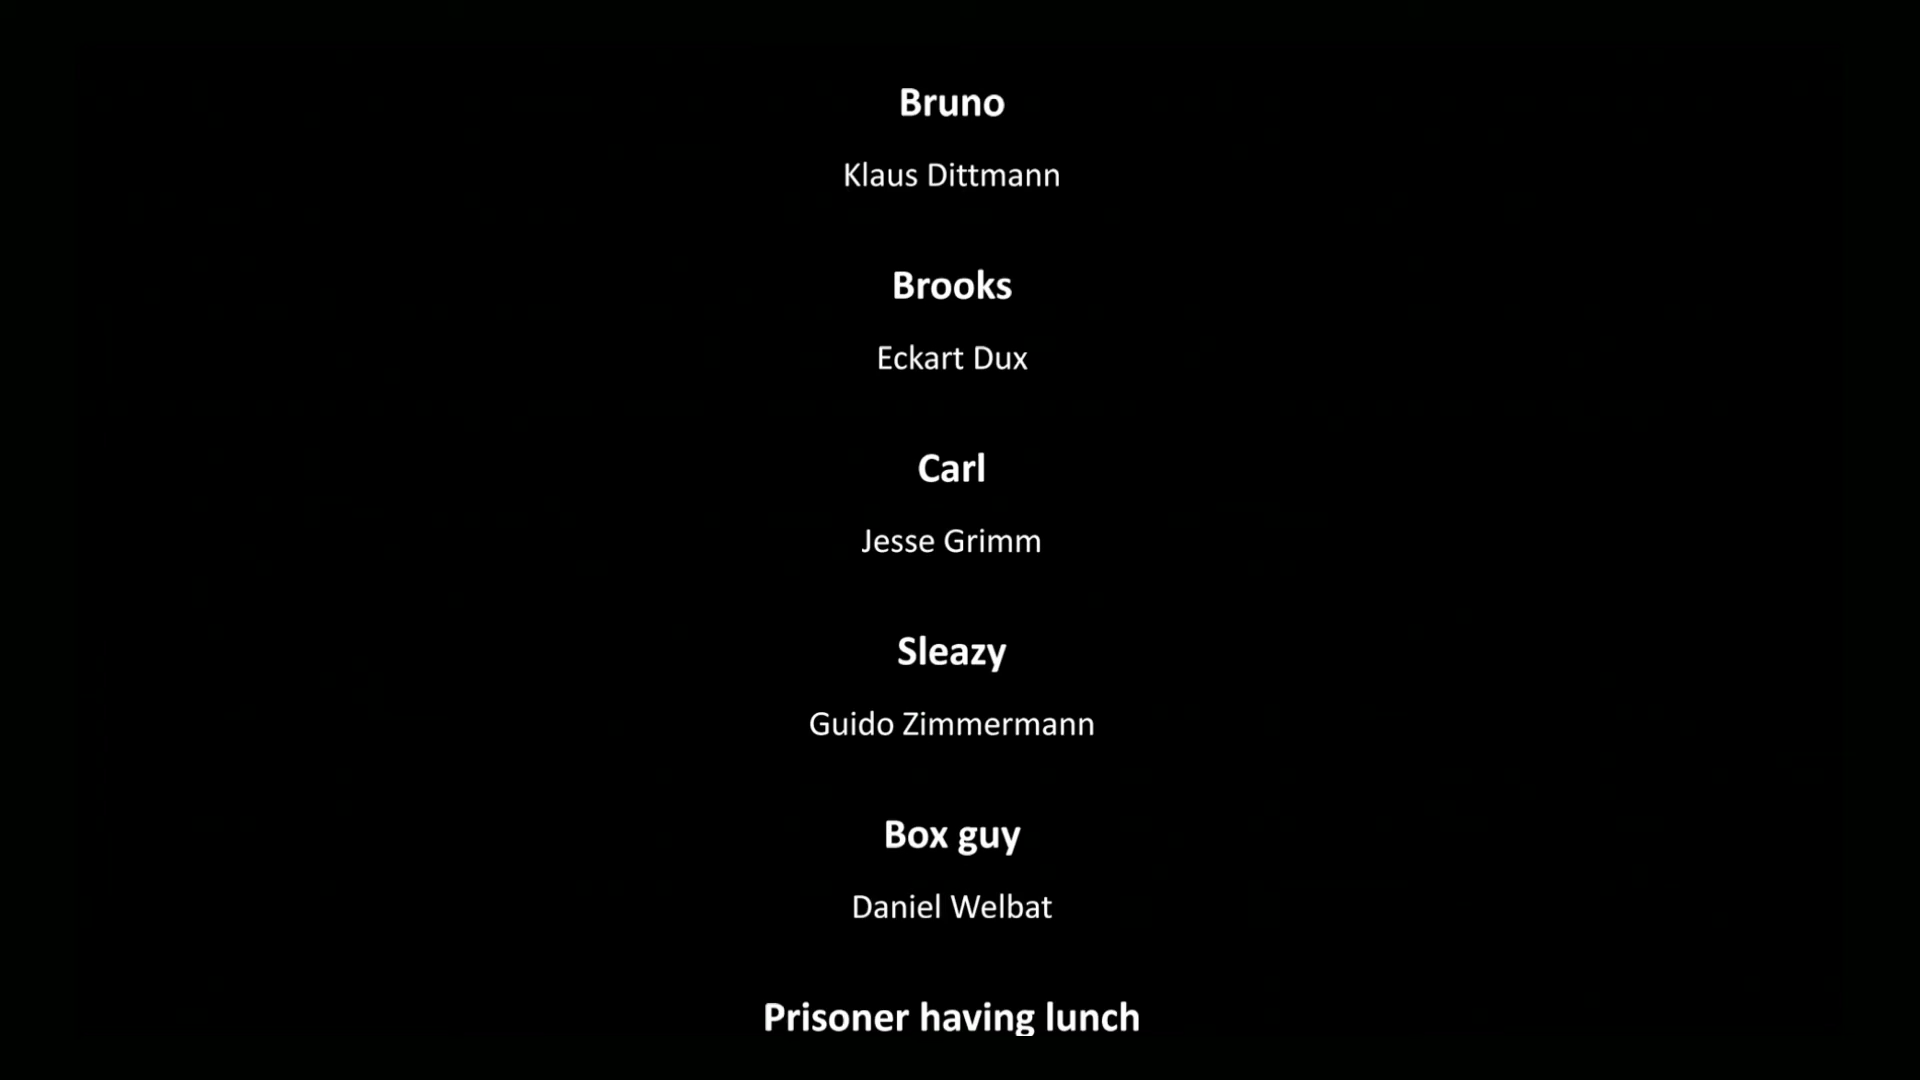 Bruno
Klaus Dittmann
Brooks
Eckart Dux
Carl
Jesse Grimm
Sleazy
Guido Zimmermann
Box guy
Daniel Welbat
Prisoner having lunch